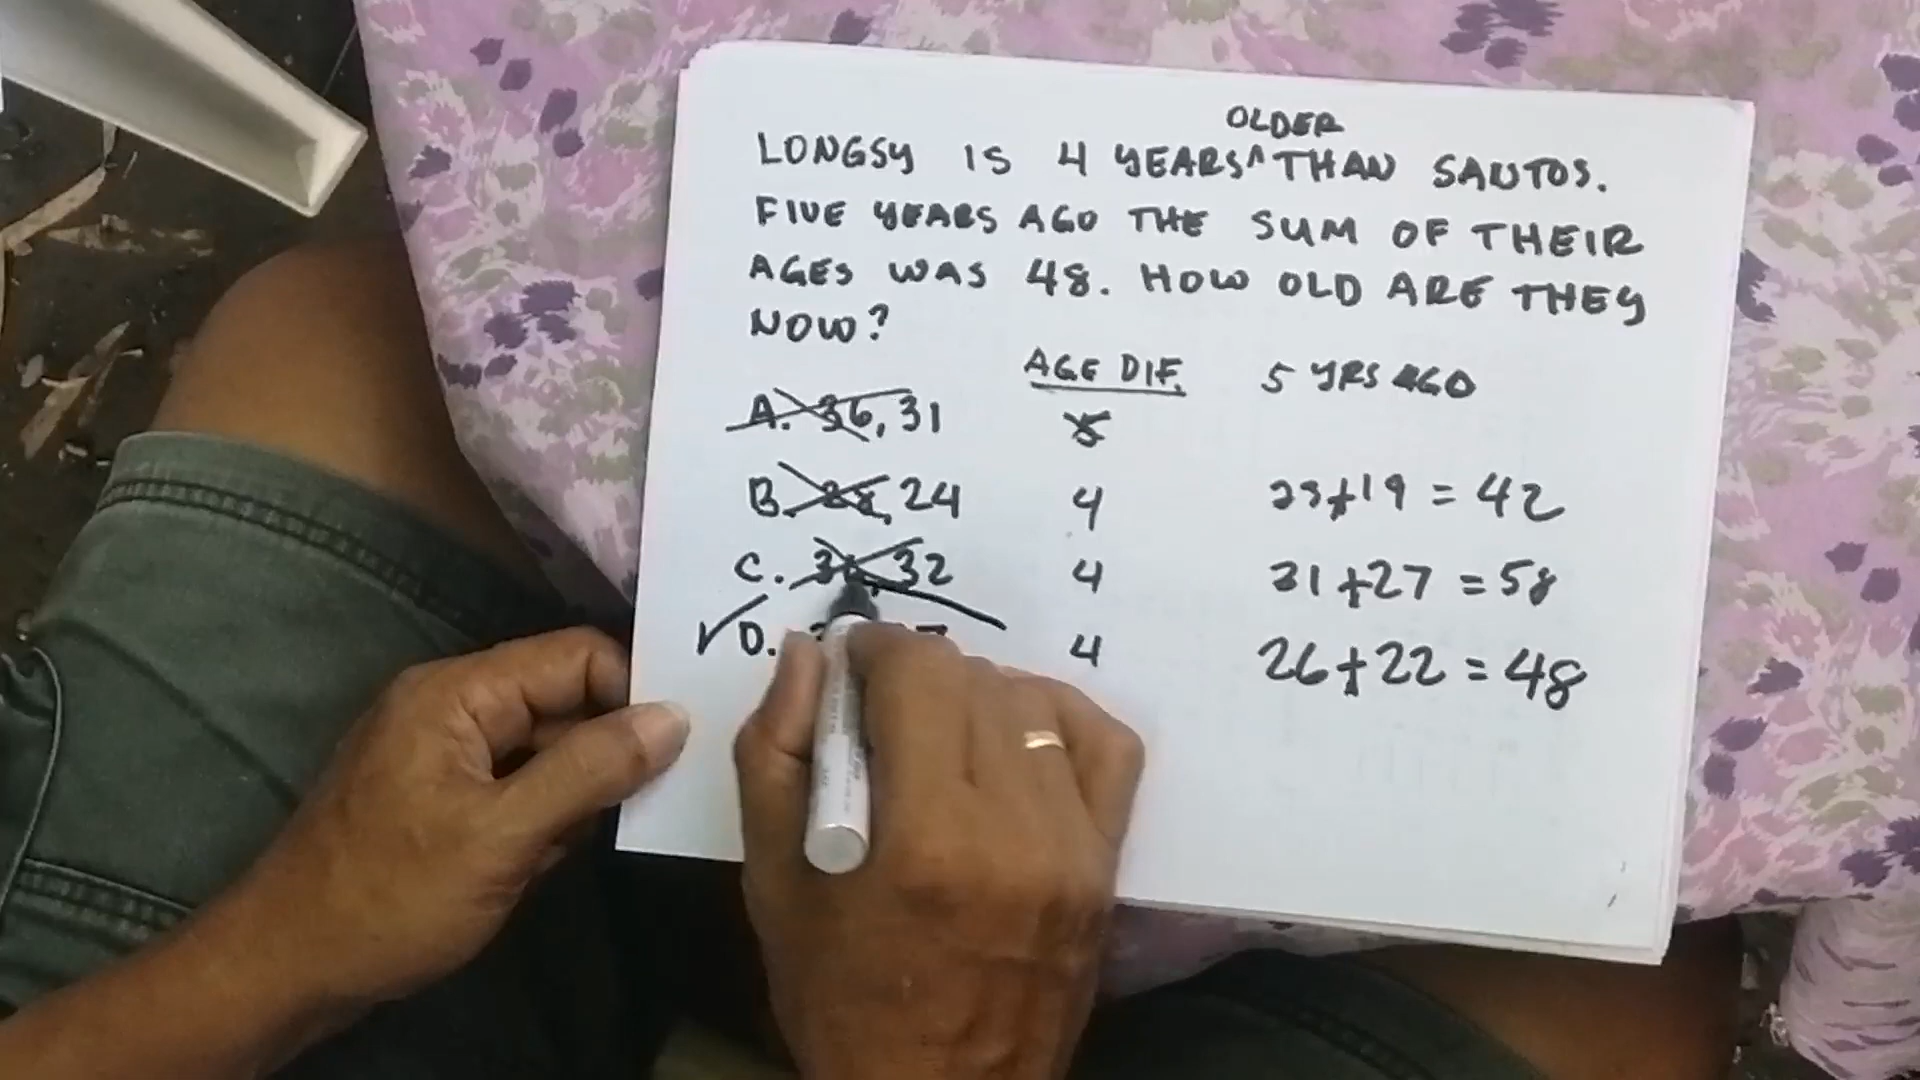 OLDER
LONGSY IS 4 YEARS^THAN SANTOS.
FIVE YEARS AGO THE SUM OF THEIR
AGES WAS 48. HOW OLD ARE THEY
NOW?
AGE DIF. 5 YRS AGO
A. 36, 31 5
B. 28, 24 4 23+19 = 42
C. 36, 32 4 31+27 = 58
✓ D. 4 26+22 = 48